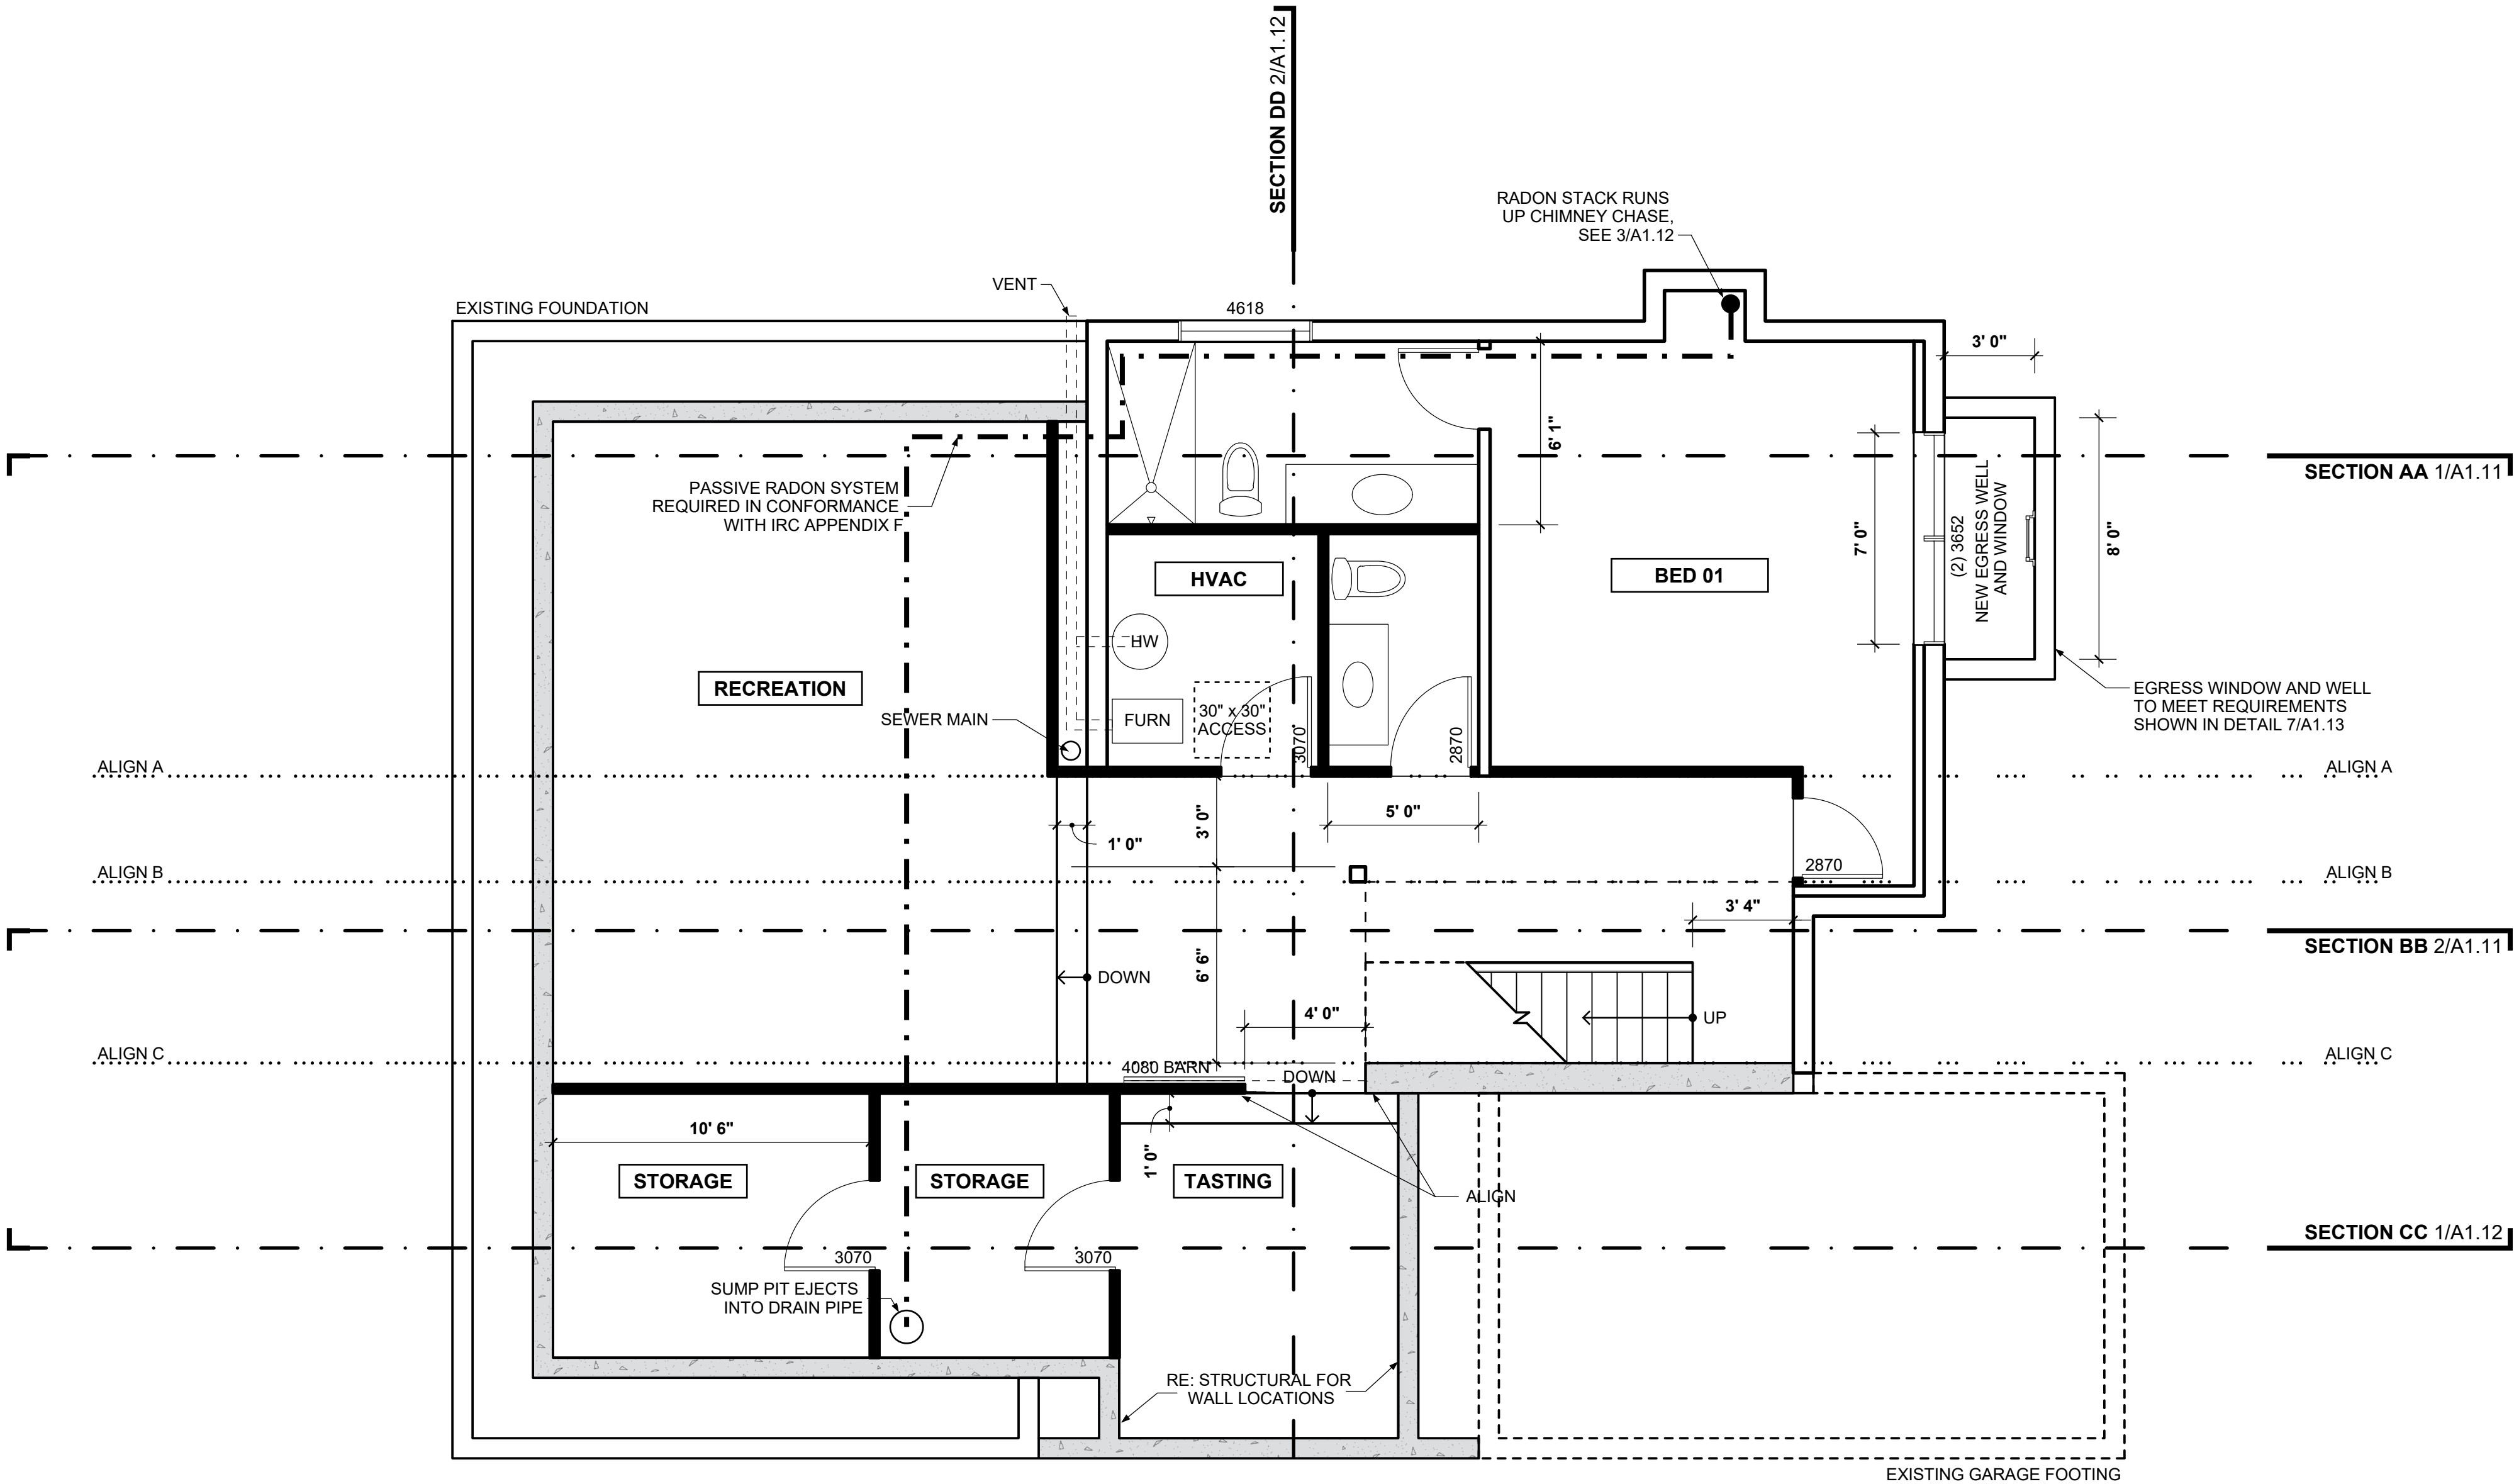 SECTION DD 2/A1.12
RADON STACK RUNS
UP CHIMNEY CHASE,
SEE 3/A1.12
VENT
EXISTING FOUNDATION
4618
3' 0"
6' 1"
SECTION AA 1/A1.11
PASSIVE RADON SYSTEM
REQUIRED IN CONFORMANCE
WITH IRC APPENDIX F
7' 0"
(2) 3652
NEW EGRESS WELL
AND WINDOW
8' 0"
HVAC
BED 01
HW
RECREATION
SEWER MAIN
FURN
30" x 30"
ACCESS
3070
2870
EGRESS WINDOW AND WELL
TO MEET REQUIREMENTS
SHOWN IN DETAIL 7/A1.13
ALIGN A
ALIGN A
3' 0"
5' 0"
1' 0"
2870
ALIGN B
ALIGN B
3' 4"
SECTION BB 2/A1.11
6' 6"
DOWN
4' 0"
UP
ALIGN C
ALIGN C
4080 BARN
DOWN
10' 6"
1' 0"
STORAGE
STORAGE
TASTING
ALIGN
SECTION CC 1/A1.12
3070
3070
SUMP PIT EJECTS
INTO DRAIN PIPE
RE: STRUCTURAL FOR
WALL LOCATIONS
EXISTING GARAGE FOOTING